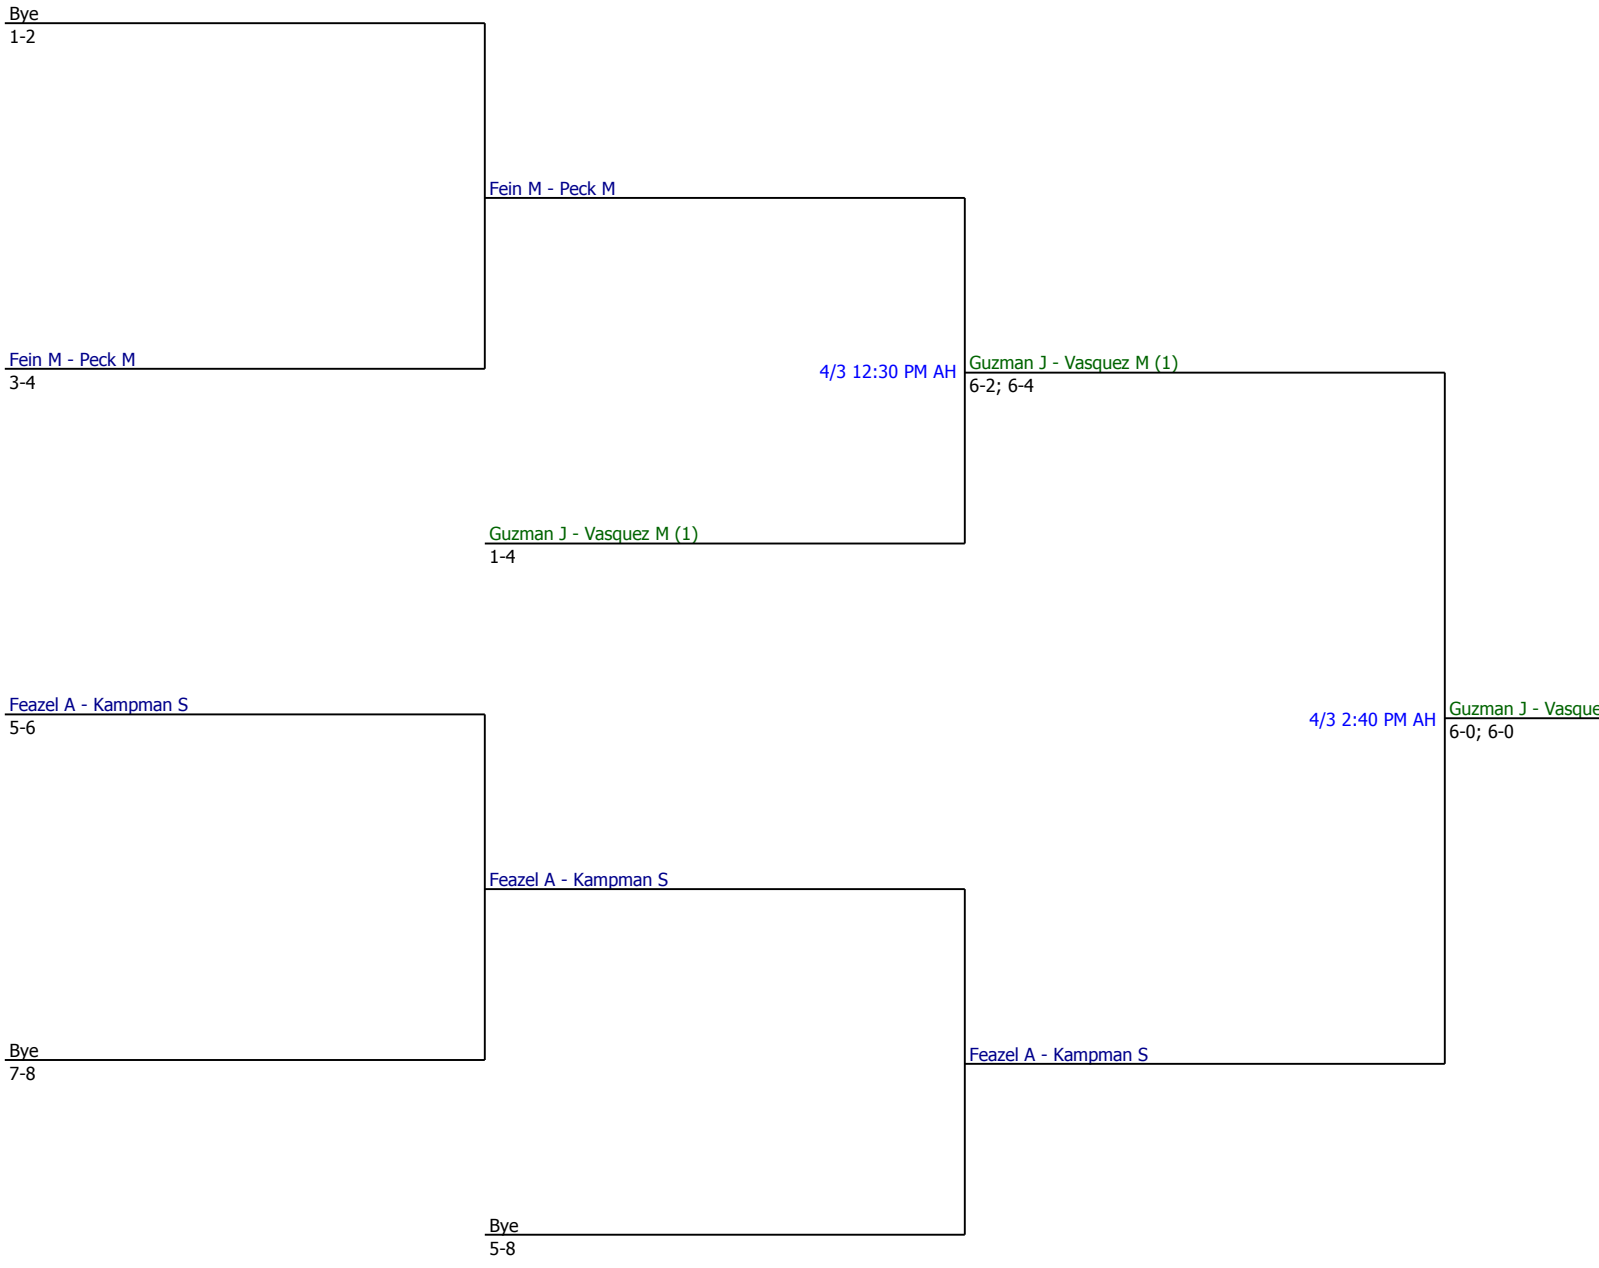 Bye
1-2
Fein M - Peck M
Fein M - Peck M
3-4
4/3 12:30 PM AH
Guzman J - Vasquez M (1)
6-2; 6-4
Guzman J - Vasquez M (1)
1-4
Feazel A - Kampman S
5-6
4/3 2:40 PM AH
Guzman J - Vasque
6-0; 6-0
Feazel A - Kampman S
Bye
7-8
Feazel A - Kampman S
Bye
5-8